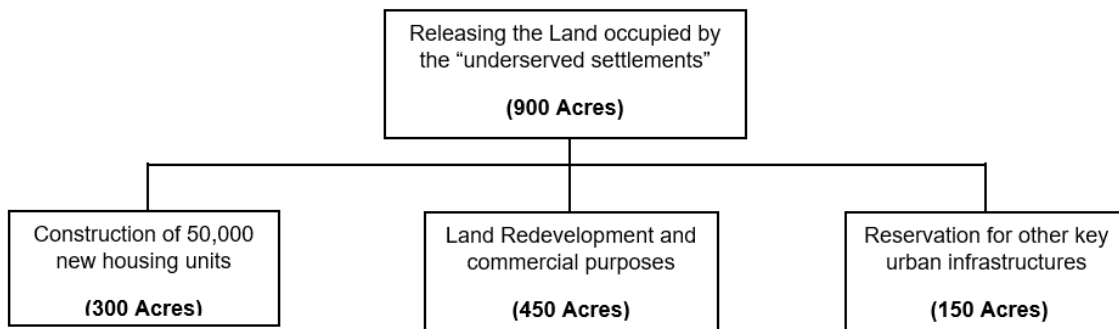 Releasing the Land occupied by
the “underserved settlements”
(900 Acres)
Construction of 50,000
new housing units
(300 Acres)
Land Redevelopment and
commercial purposes
(450 Acres)
Reservation for other key
urban infrastructures
(150 Acres)